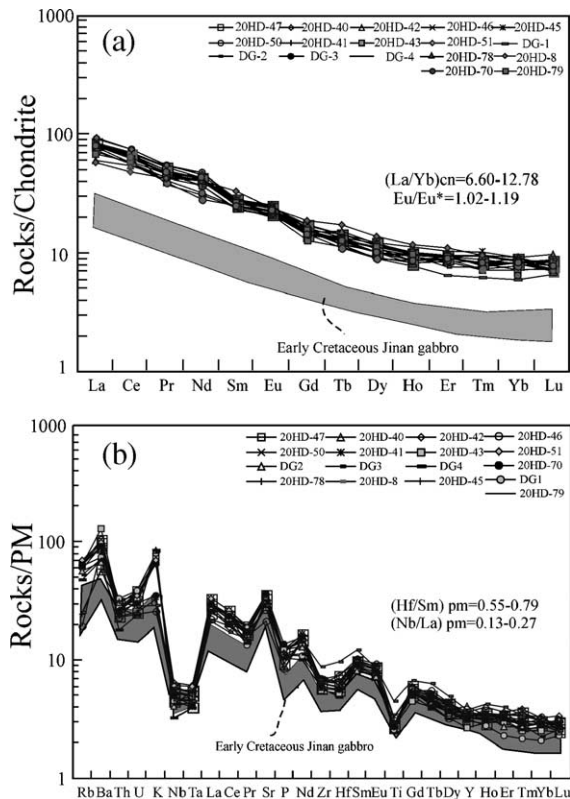 (a)
20HD-47 20HD-40 20HD-42 20HD-46 20HD-45
20HD-50 20HD-41 20HD-43 20HD-51 DG-1
DG-2 DG-3 DG-4 20HD-78 20HD-8
20HD-70 20HD-79
1000
100
10
1
Rocks/Chondrite
(La/Yb)cn=6.60-12.78
Eu/Eu*=1.02-1.19
Early Cretaceous Jinan gabbro
La Ce Pr Nd Sm Eu Gd Tb Dy Ho Er Tm Yb Lu
(b)
20HD-47 20HD-40 20HD-42 20HD-46
20HD-50 20HD-41 20HD-43 20HD-51
DG2 DG3 DG4 20HD-70
20HD-78 20HD-8 20HD-45 DG1
20HD-79
1000
100
10
1
Rocks/PM
(Hf/Sm) pm=0.55-0.79
(Nb/La) pm=0.13-0.27
Early Cretaceous Jinan gabbro
Rb Ba Th U K Nb Ta La Ce Pr Sr P Nd Zr Hf Sm Eu Ti Gd Tb Dy Y Ho Er Tm Yb Lu